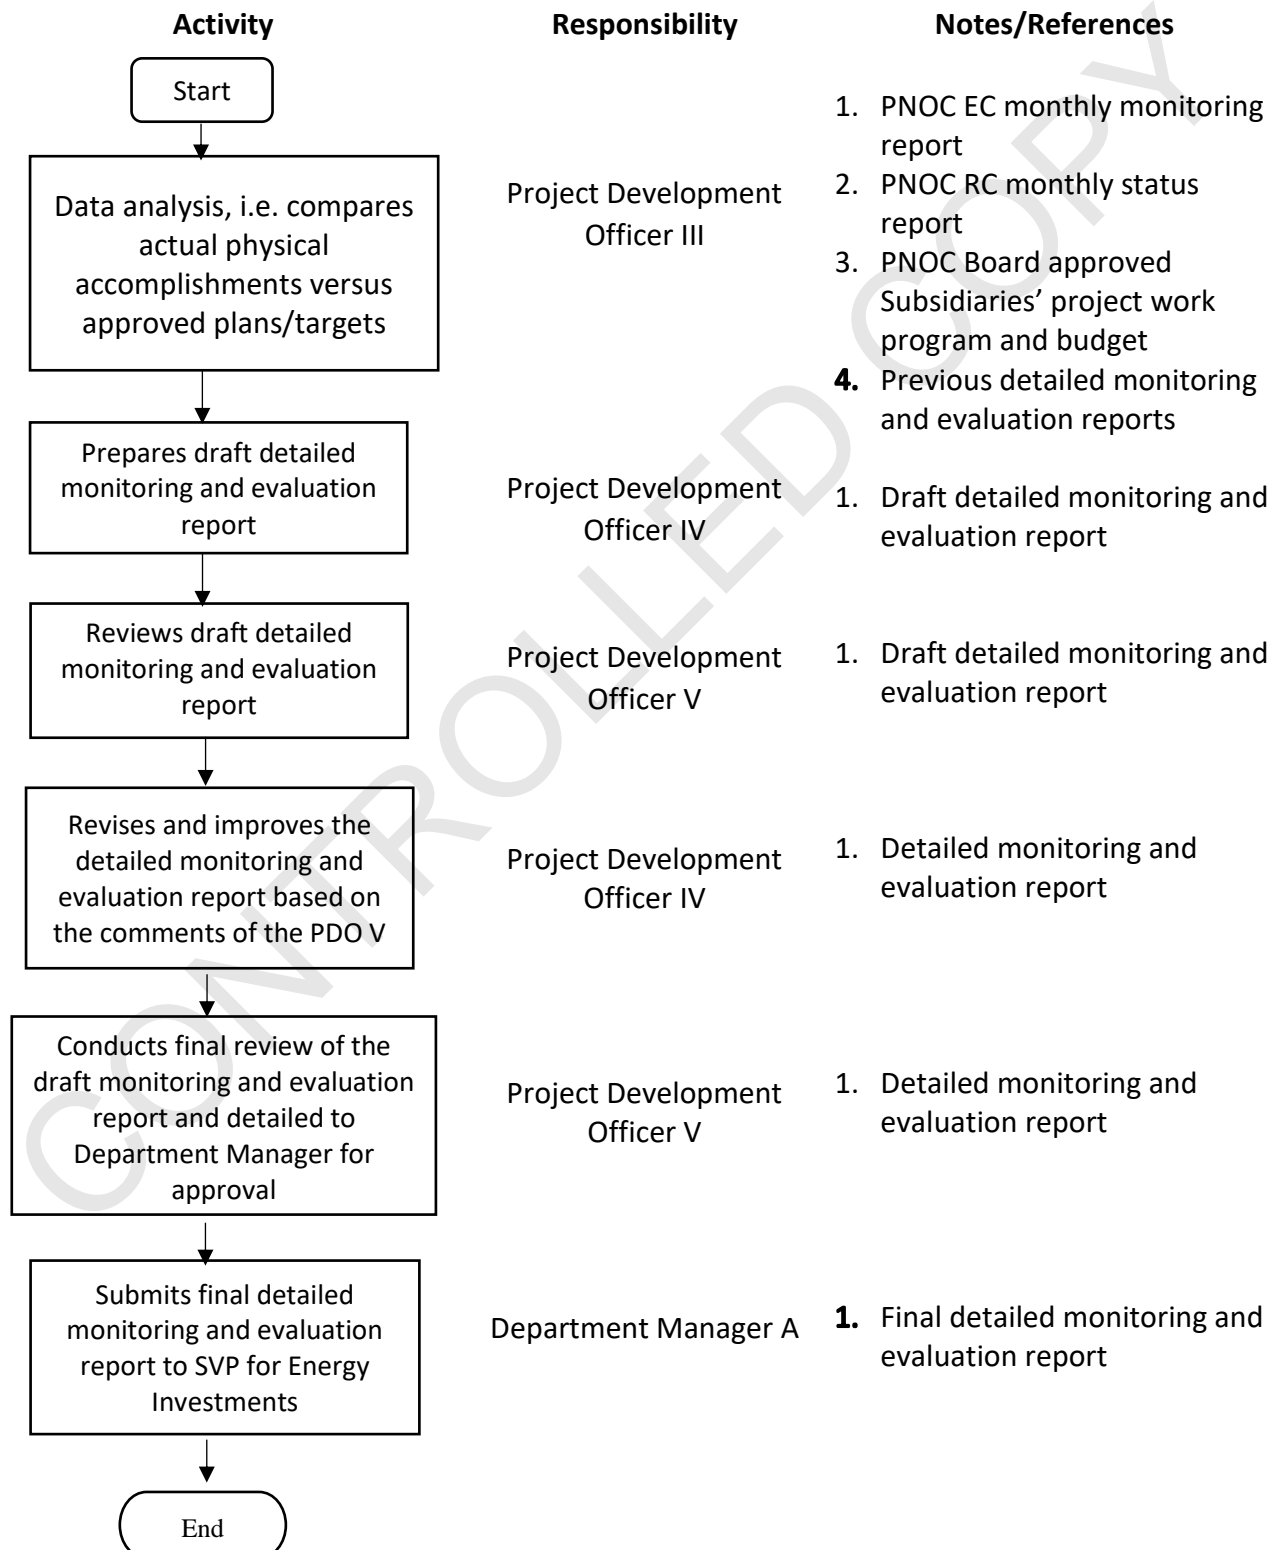 Activity
Responsibility
Notes/References
Start
Data analysis, i.e. compares
actual physical
accomplishments versus
approved plans/targets
Project Development
Officer III
1. PNOC EC monthly monitoring
report
2. PNOC RC monthly status
report
3. PNOC Board approved
Subsidiaries’ project work
program and budget
4. Previous detailed monitoring
and evaluation reports
Prepares draft detailed
monitoring and evaluation
report
Project Development
Officer IV
1. Draft detailed monitoring and
evaluation report
Reviews draft detailed
monitoring and evaluation
report
Project Development
Officer V
1. Draft detailed monitoring and
evaluation report
Revises and improves the
detailed monitoring and
evaluation report based on
the comments of the PDO V
Project Development
Officer IV
1. Detailed monitoring and
evaluation report
Conducts final review of the
draft monitoring and evaluation
report and detailed to
Department Manager for
approval
Project Development
Officer V
1. Detailed monitoring and
evaluation report
Submits final detailed
monitoring and evaluation
report to SVP for Energy
Investments
Department Manager A
1. Final detailed monitoring and
evaluation report
End
CONTROLLED COPY